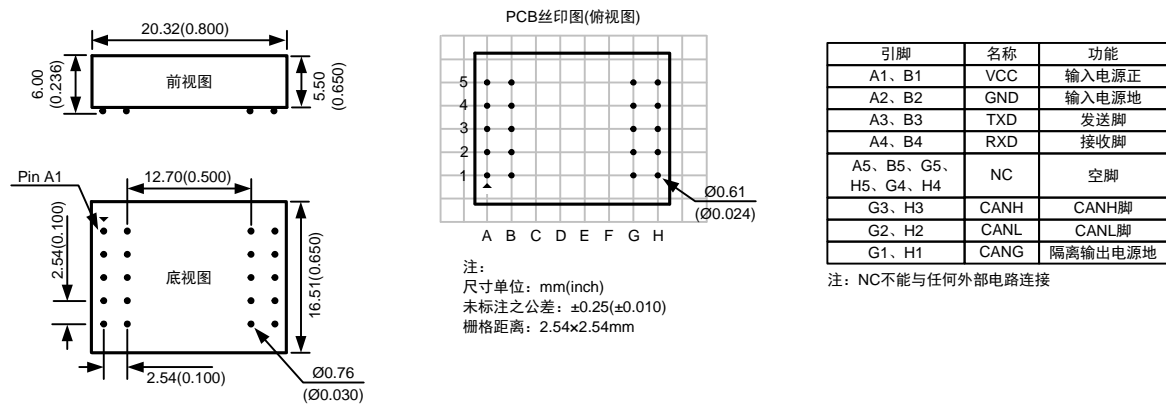 20.32(0.800)
6.00
(0.236)
前视图
5.50
(0.650)
Pin A1
12.70(0.500)
2.54(0.100)
底视图
16.51(0.650)
2.54(0.100)
Ø0.76
(Ø0.030)
PCB丝印图(俯视图)
5
4
3
2
1
Ø0.61
(Ø0.024)
A B C D E F G H
注:
尺寸单位:mm(inch)
未标注之公差:±0.25(±0.010)
栅格距离:2.54×2.54mm
引脚 名称 功能
A1、B1 VCC 输入电源正
A2、B2 GND 输入电源地
A3、B3 TXD 发送脚
A4、B4 RXD 接收脚
A5、B5、G5、
H5、G4、H4 NC 空脚
G3、H3 CANH CANH脚
G2、H2 CANL CANL脚
G1、H1 CANG 隔离输出电源地
注:NC不能与任何外部电路连接